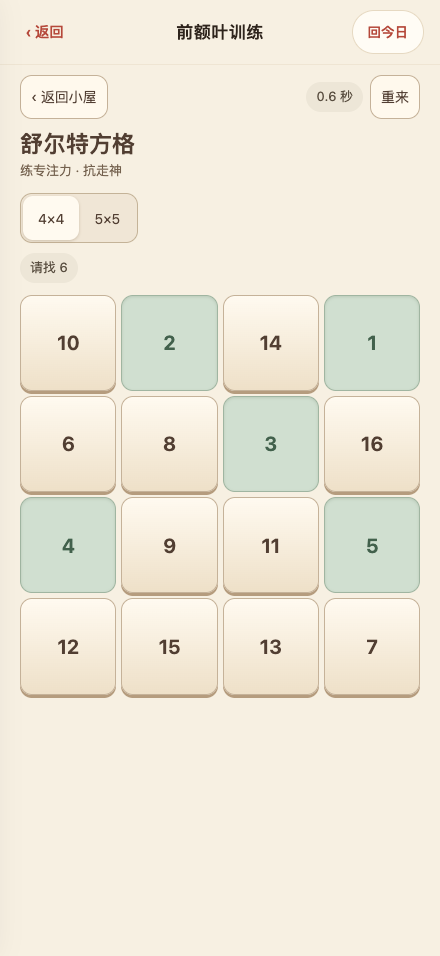 ‹ 返回 前额叶训练 回今日
‹ 返回小屋 0.6 秒 重来
舒尔特方格
练专注力 · 抗走神
4×4 5×5
请找 6
10 2 14 1
6 8 3 16
4 9 11 5
12 15 13 7